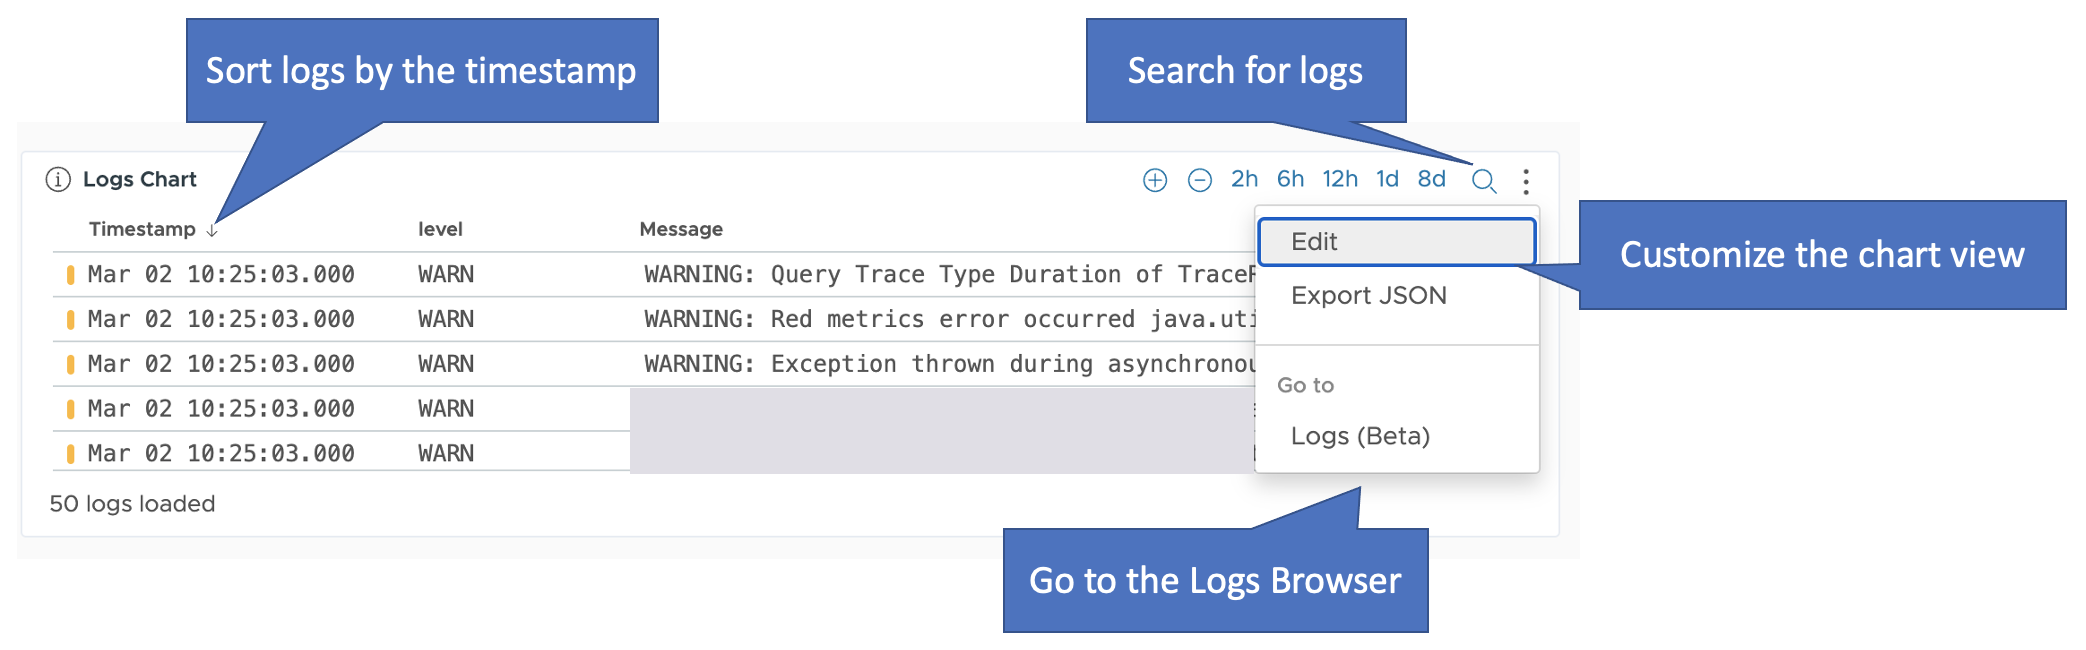 Sort logs by the timestamp
Search for logs
Logs Chart
2h 6h 12h 1d 8d
Timestamp ↓ level Message
Edit
Customize the chart view
Mar 02 10:25:03.000 WARN WARNING: Query Trace Type Duration of
Export JSON
Mar 02 10:25:03.000 WARN WARNING: Red metrics error occurred
Mar 02 10:25:03.000 WARN WARNING: Exception thrown during
Go to
Mar 02 10:25:03.000 WARN
Logs (Beta)
Mar 02 10:25:03.000 WARN
50 logs loaded
Go to the Logs Browser